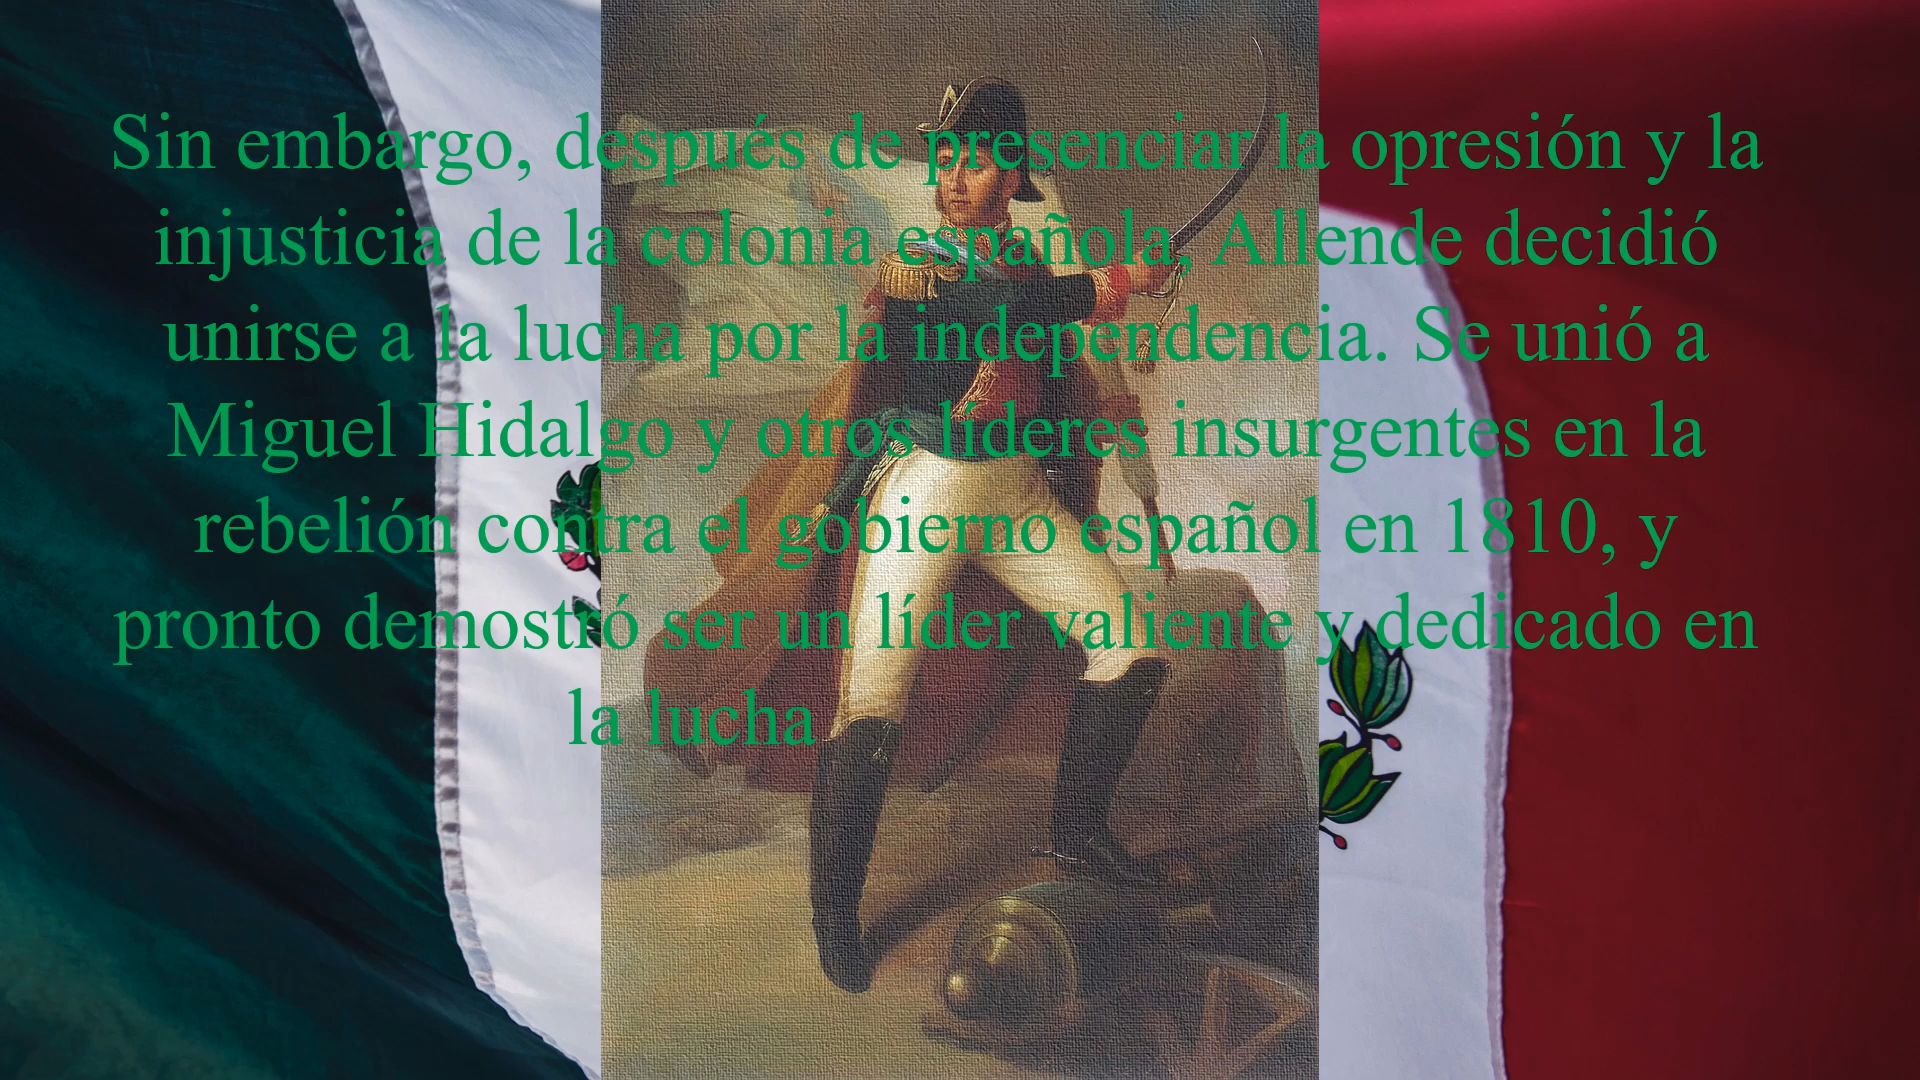 Sin embargo, después de presenciar la opresión y la
injusticia de la colonia española, Allende decidió
unirse a la lucha por la independencia. Se unió a
Miguel Hidalgo y otros líderes insurgentes en la
rebelión contra el gobierno español en 1810, y
pronto demostró ser un líder valiente y dedicado en
la lucha